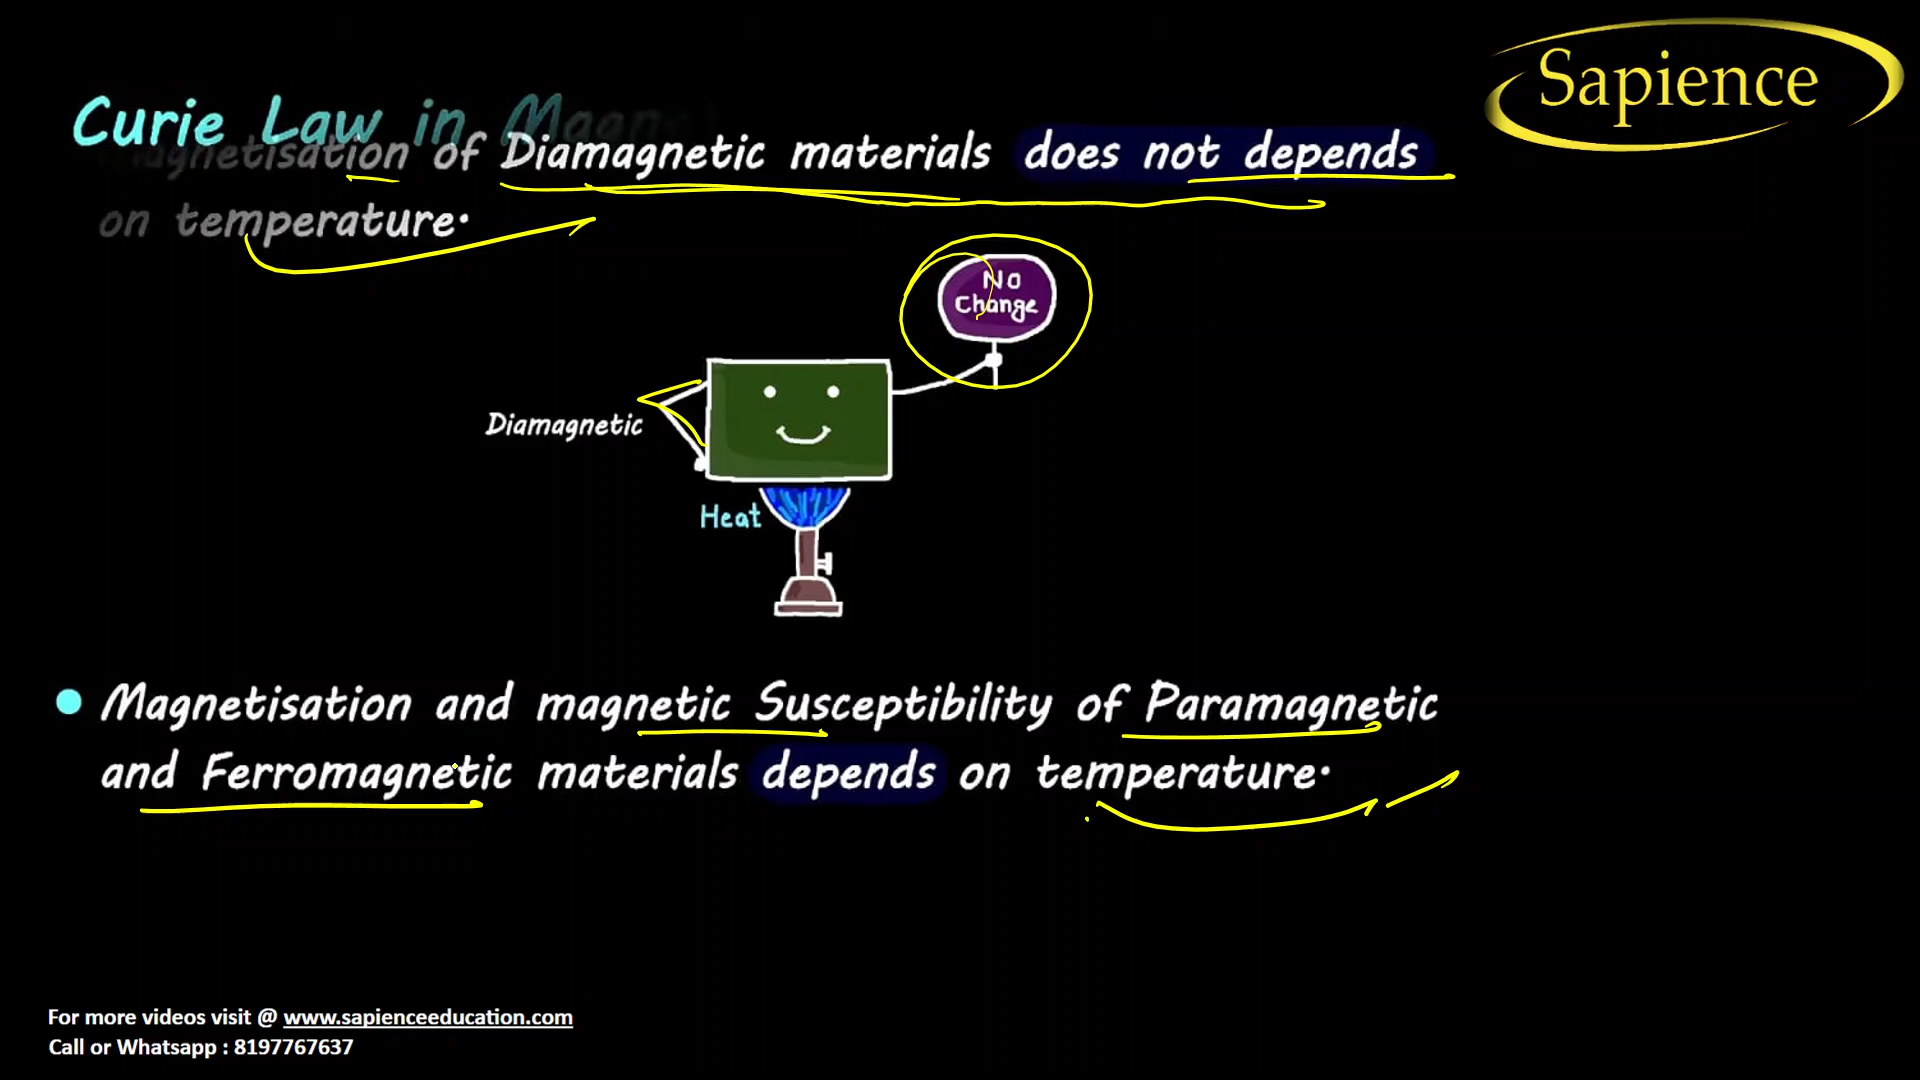 Sapience
Curie Law in Magne
Magnetisation of Diamagnetic materials does not depends
on temperature.
No
Change
Diamagnetic
Heat
Magnetisation and magnetic Susceptibility of Paramagnetic
and Ferromagnetic materials depends on temperature.
For more videos visit @ www.sapienceeducation.com
Call or Whatsapp : 8197767637